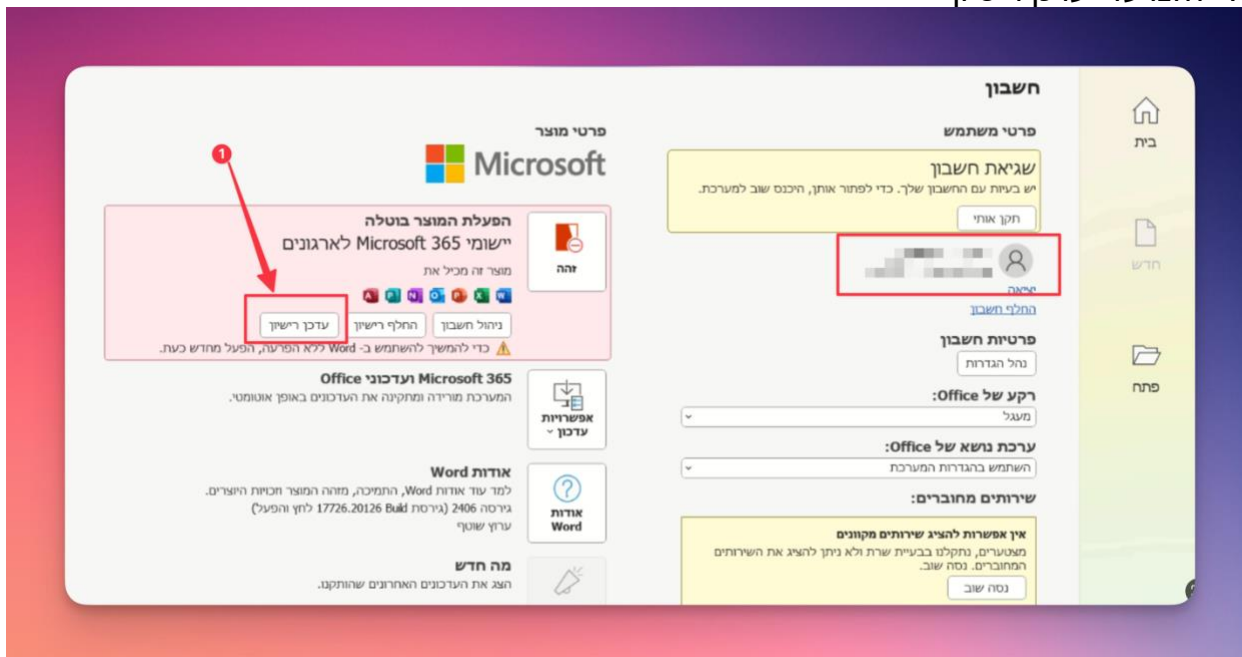 בית
חדש
פתח
חשבון
פרטי משתמש
שגיאת חשבון
יש בעיות עם החשבון שלך. כדי לפתור אותן, היכנס שוב למערכת.
חקן אותי
יציאה
החלף חשבון
פרטיות חשבון
נהל הגדרות
רקע של Office:
מעגל
ערכת נושא של Office:
השתמש בהגדרות המערכת
שירותים מחוברים:
אין אפשרות להציג שירותים מקוונים
מצטערים, נתקלנו בבעיית שרת ולא ניתן להציג את השירותים
המחוברים. נסה שוב.
נסה שוב
פרטי מוצר
Microsoft
זהה
הפעלת המוצר בוטלה
יישומי Microsoft 365 לארגונים
מוצר זה מכיל את
ניהול חשבון
החלף רישיון
עדכן רישיון
כדי להמשיך להשתמש ב- Word ללא הפרעה, הפעל מחדש כעת.
1
אפשרויות
עדכון
Microsoft 365 ועדכוני Office
המערכת מורידה ומתקינה את העדכונים באופן אוטומטי.
אודות
Word
אודות Word
למד עוד אודות Word, התמיכה, מזהה המוצר וזכויות היוצרים.
גירסה 2406 (גירסת Build 17726.20126 לחץ והפעל)
ערוץ שוטף
מה חדש
הצג את העדכונים האחרונים שהותקנו.